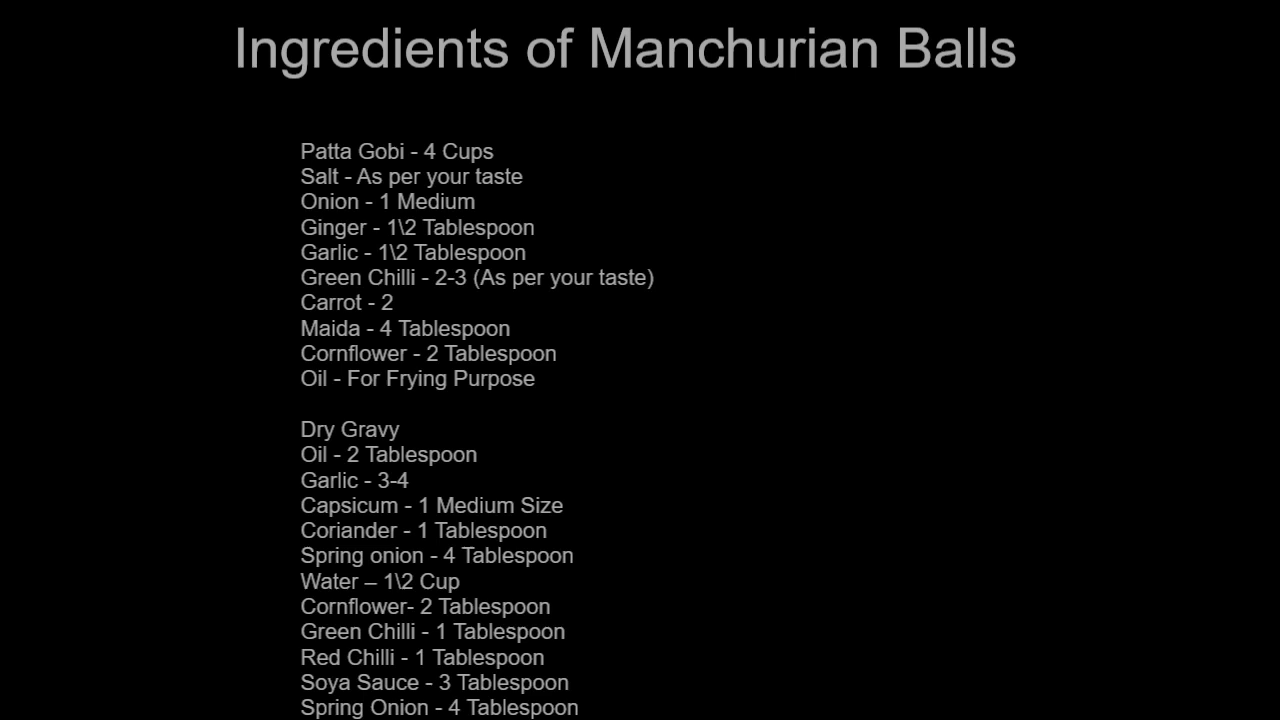 Ingredients of Manchurian Balls
Patta Gobi - 4 Cups
Salt - As per your taste
Onion - 1 Medium
Ginger - 1\2 Tablespoon
Garlic - 1\2 Tablespoon
Green Chilli - 2-3 (As per your taste)
Carrot - 2
Maida - 4 Tablespoon
Cornflower - 2 Tablespoon
Oil - For Frying Purpose
Dry Gravy
Oil - 2 Tablespoon
Garlic - 3-4
Capsicum - 1 Medium Size
Coriander - 1 Tablespoon
Spring onion - 4 Tablespoon
Water – 1\2 Cup
Cornflower- 2 Tablespoon
Green Chilli - 1 Tablespoon
Red Chilli - 1 Tablespoon
Soya Sauce - 3 Tablespoon
Spring Onion - 4 Tablespoon